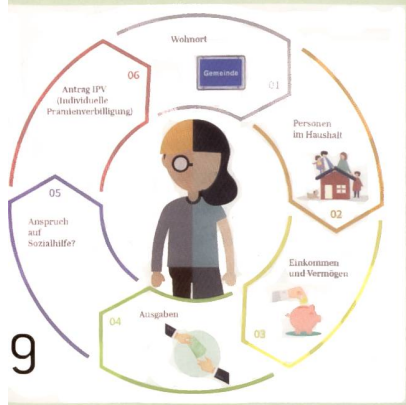 Wohnort
Gemeinde
01
Personen
im Haushalt
02
Einkommen
und Vermögen
03
Ausgaben
04
Anspruch
auf
Sozialhilfe?
05
Antrag IPV
(Individuelle
Prämienverbilligung)
06
9